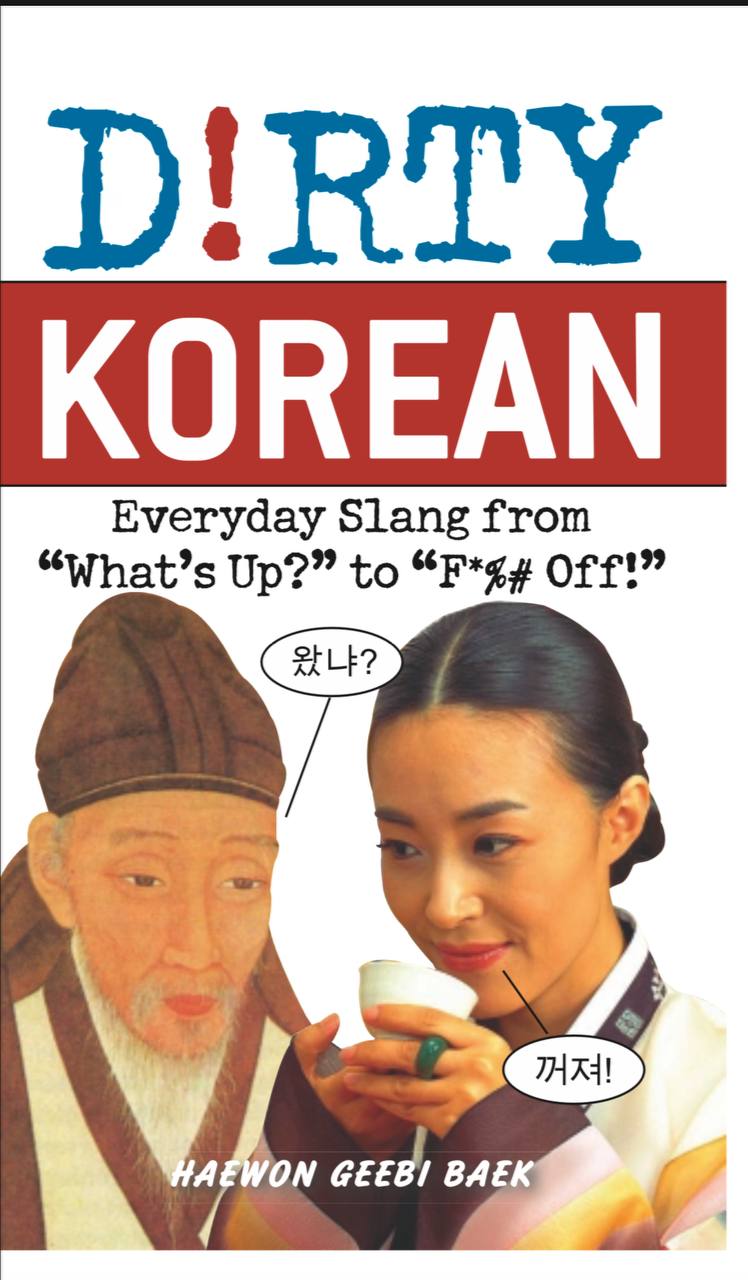 D!RTY
KOREAN
Everyday Slang from
“What’s Up?” to “F*%# Off!”
왔냐?
꺼져!
HAEWON GEEBI BAEK